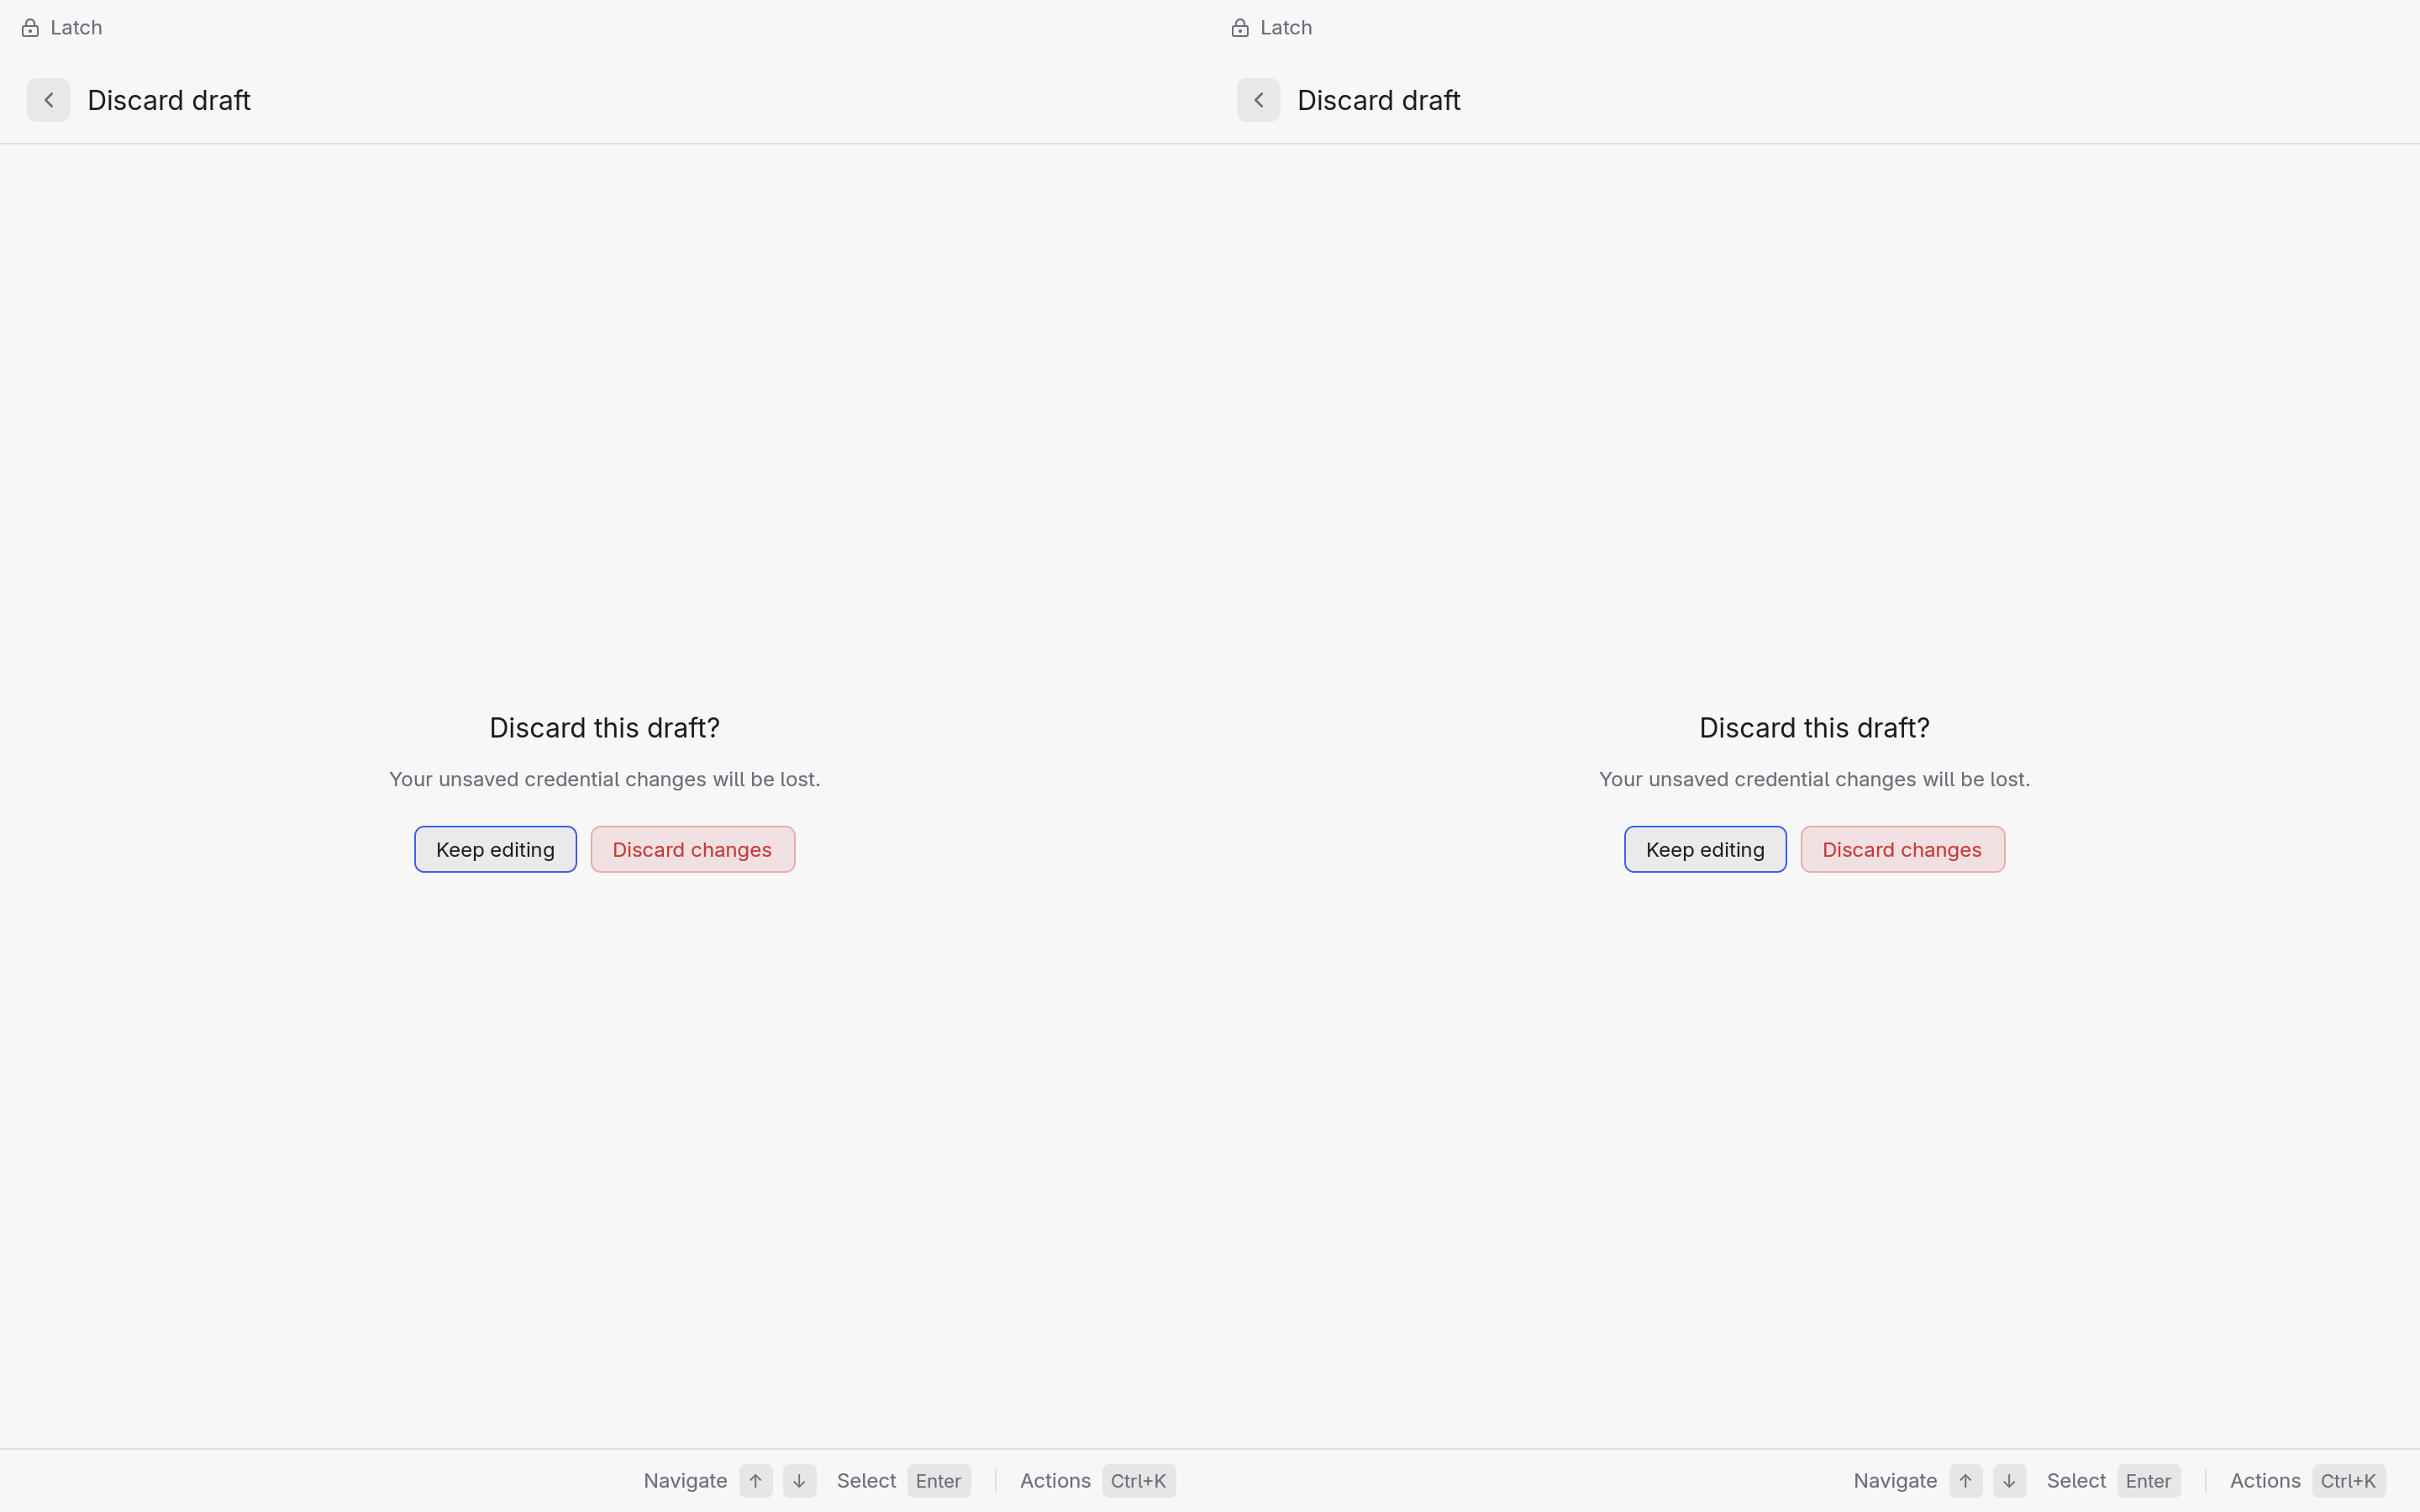 Latch
Discard draft
Discard this draft?
Your unsaved credential changes will be lost.
Keep editing
Discard changes
Navigate ↑ ↓ Select Enter Actions Ctrl+K
Latch
Discard draft
Discard this draft?
Your unsaved credential changes will be lost.
Keep editing
Discard changes
Navigate ↑ ↓ Select Enter Actions Ctrl+K